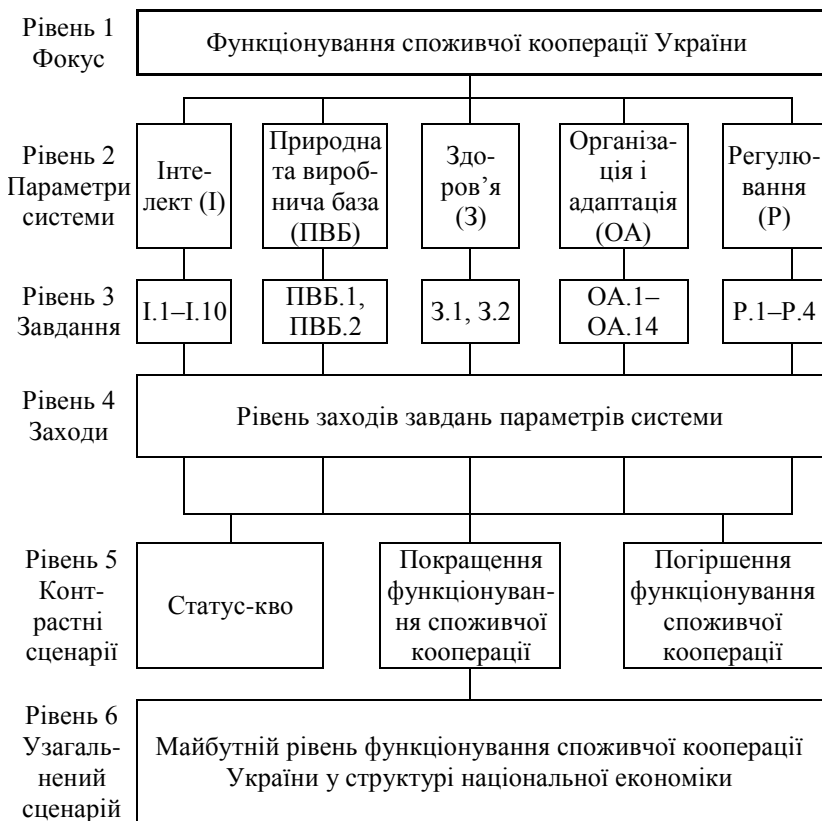 Рівень 1
Фокус
Функціонування споживчої кооперації України
Рівень 2
Параметри
системи
Інте-
лект (І)
Природна
та вироб-
нича база
(ПВБ)
Здо-
ров’я
(З)
Організа-
ція і
адаптація
(ОА)
Регулю-
вання
(Р)
Рівень 3
Завдання
І.1–І.10
ПВБ.1,
ПВБ.2
З.1, З.2
ОА.1–
ОА.14
Р.1–Р.4
Рівень 4
Заходи
Рівень заходів завдань параметрів системи
Рівень 5
Конт-
растні
сценарії
Статус-кво
Покращення
функціонуван-
ня споживчої
кооперації
Погіршення
функціонування
споживчої
кооперації
Рівень 6
Узагаль-
нений
сценарій
Майбутній рівень функціонування споживчої кооперації
України у структурі національної економіки